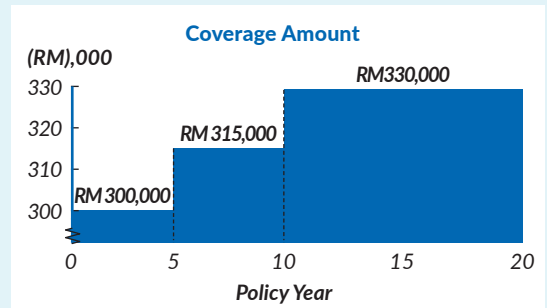 Coverage Amount
(RM),000
RM330,000
330
320
RM 315,000
310
RM 300,000
300
0 5 10 15 20
Policy Year